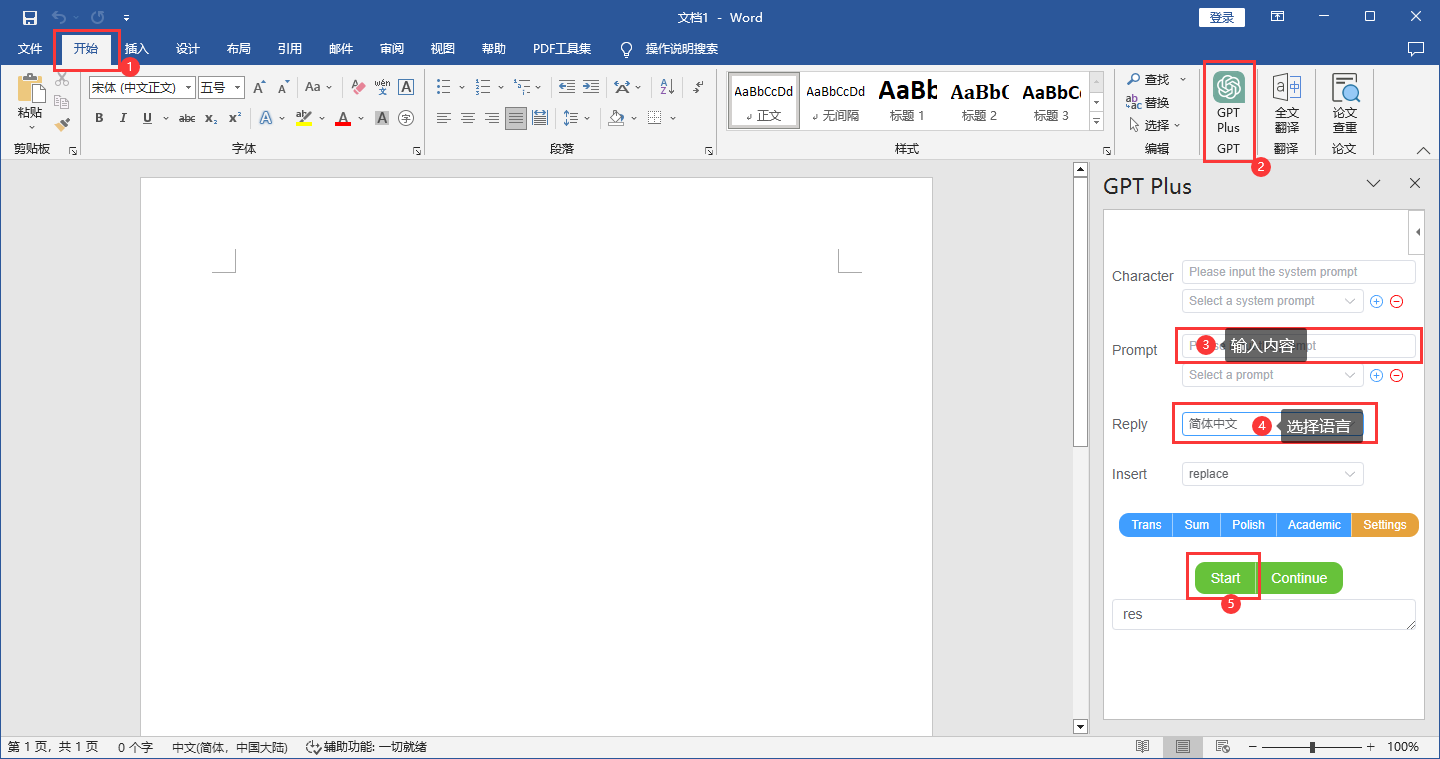 文档1 - Word
登录
文件 开始 插入 设计 布局 引用 邮件 审阅 视图 帮助 PDF工具集 操作说明搜索
1
粘贴
剪贴板
宋体 (中文正文) 五号 A A Aa wén A
B I U abc x₂ x² A ab A A 字
字体
A Z
段落
AaBbCcDd AaBbCcDd AaBb AaBbC AaBbC
正文 无间隔 标题 1 标题 2 标题 3
样式
查找
替换
选择
编辑
GPT
Plus
GPT
2
全文
翻译
翻译
论文
查重
论文
GPT Plus
Character Please input the system prompt
Select a system prompt
Prompt 3 输入内容
Select a prompt
Reply 简体中文 4 选择语言
Insert replace
Trans Sum Polish Academic Settings
Start Continue
5
res
第 1 页，共 1 页 0 个字 中文(简体，中国大陆) 辅助功能: 一切就绪 100%